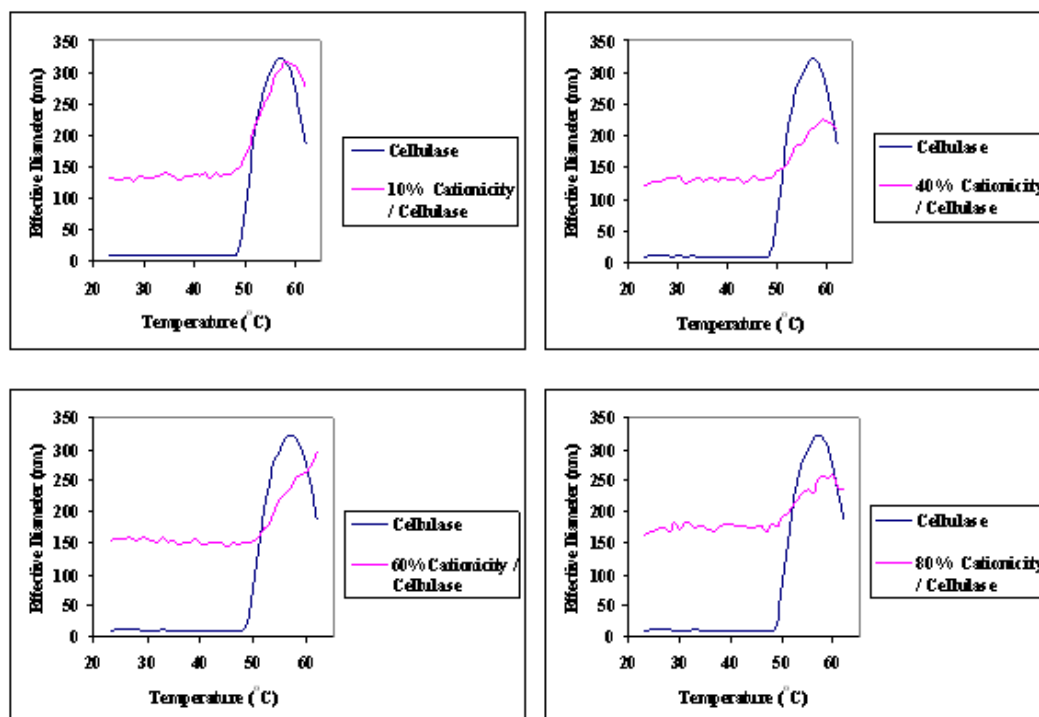 350
300
250
200
150
100
50
0
Effective Diameter (nm.)
20 30 40 50 60
Temperature (°C)
Cellulase
10% Cationicity
/ Cellulase
350
300
250
200
150
100
50
0
Effective Diameter (nm.)
20 30 40 50 60
Temperature (°C)
Cellulase
40% Cationicity
/ Cellulase
350
300
250
200
150
100
50
0
Effective Diameter (nm.)
20 30 40 50 60
Temperature (°C)
Cellulase
60% Cationicity /
Cellulase
350
300
250
200
150
100
50
0
Effective Diameter (nm.)
20 30 40 50 60
Temperature (°C)
Cellulase
80% Cationicity
/ Cellulase